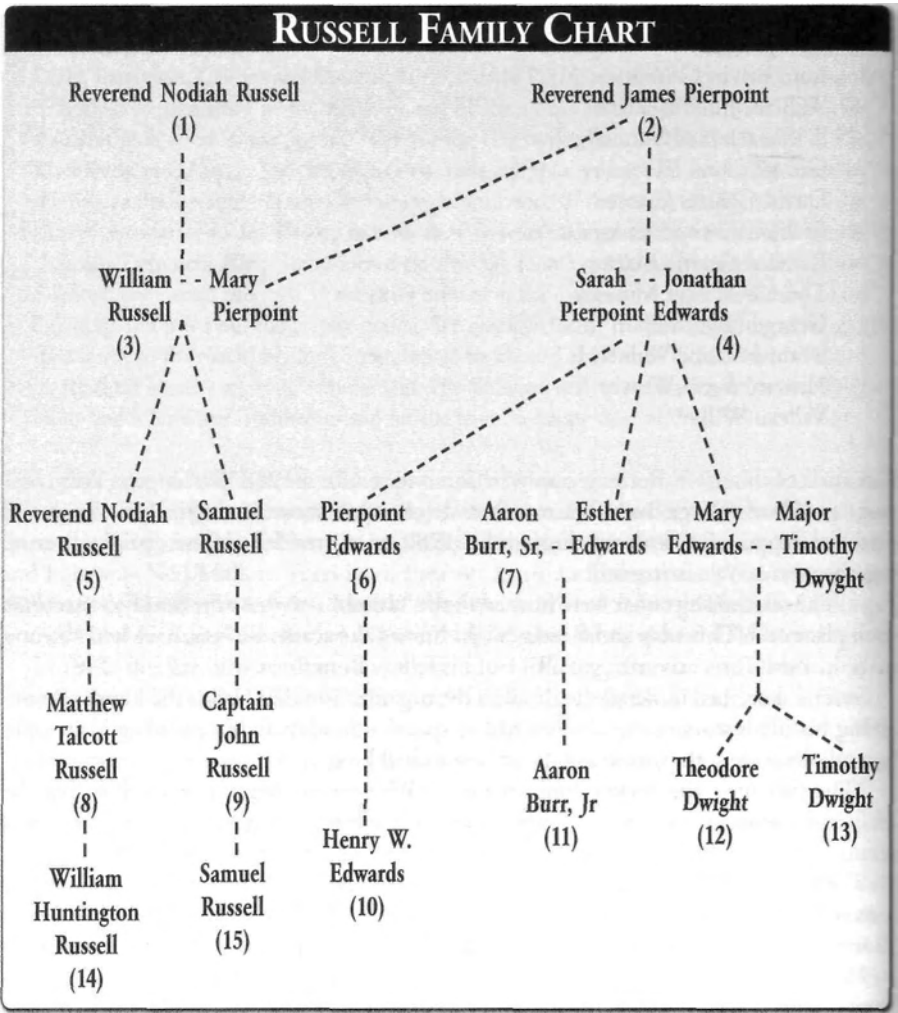 RUSSELL FAMILY CHART
Reverend Nodiah Russell
(1)
Reverend James Pierpoint
(2)
William -- Mary
Russell Pierpoint
(3)
Sarah -- Jonathan
Pierpoint Edwards
(4)
Reverend Nodiah
Russell
(5)
Samuel
Russell
Pierpoint
Edwards
(6)
Aaron
Burr, Sr,
(7)
Esther
Edwards
Mary
Edwards
Major
Timothy
Dwyght
Matthew
Talcott
Russell
(8)
Captain
John
Russell
(9)
Henry W.
Edwards
(10)
Aaron
Burr, Jr
(11)
Theodore
Dwight
(12)
Timothy
Dwight
(13)
William
Huntington
Russell
(14)
Samuel
Russell
(15)